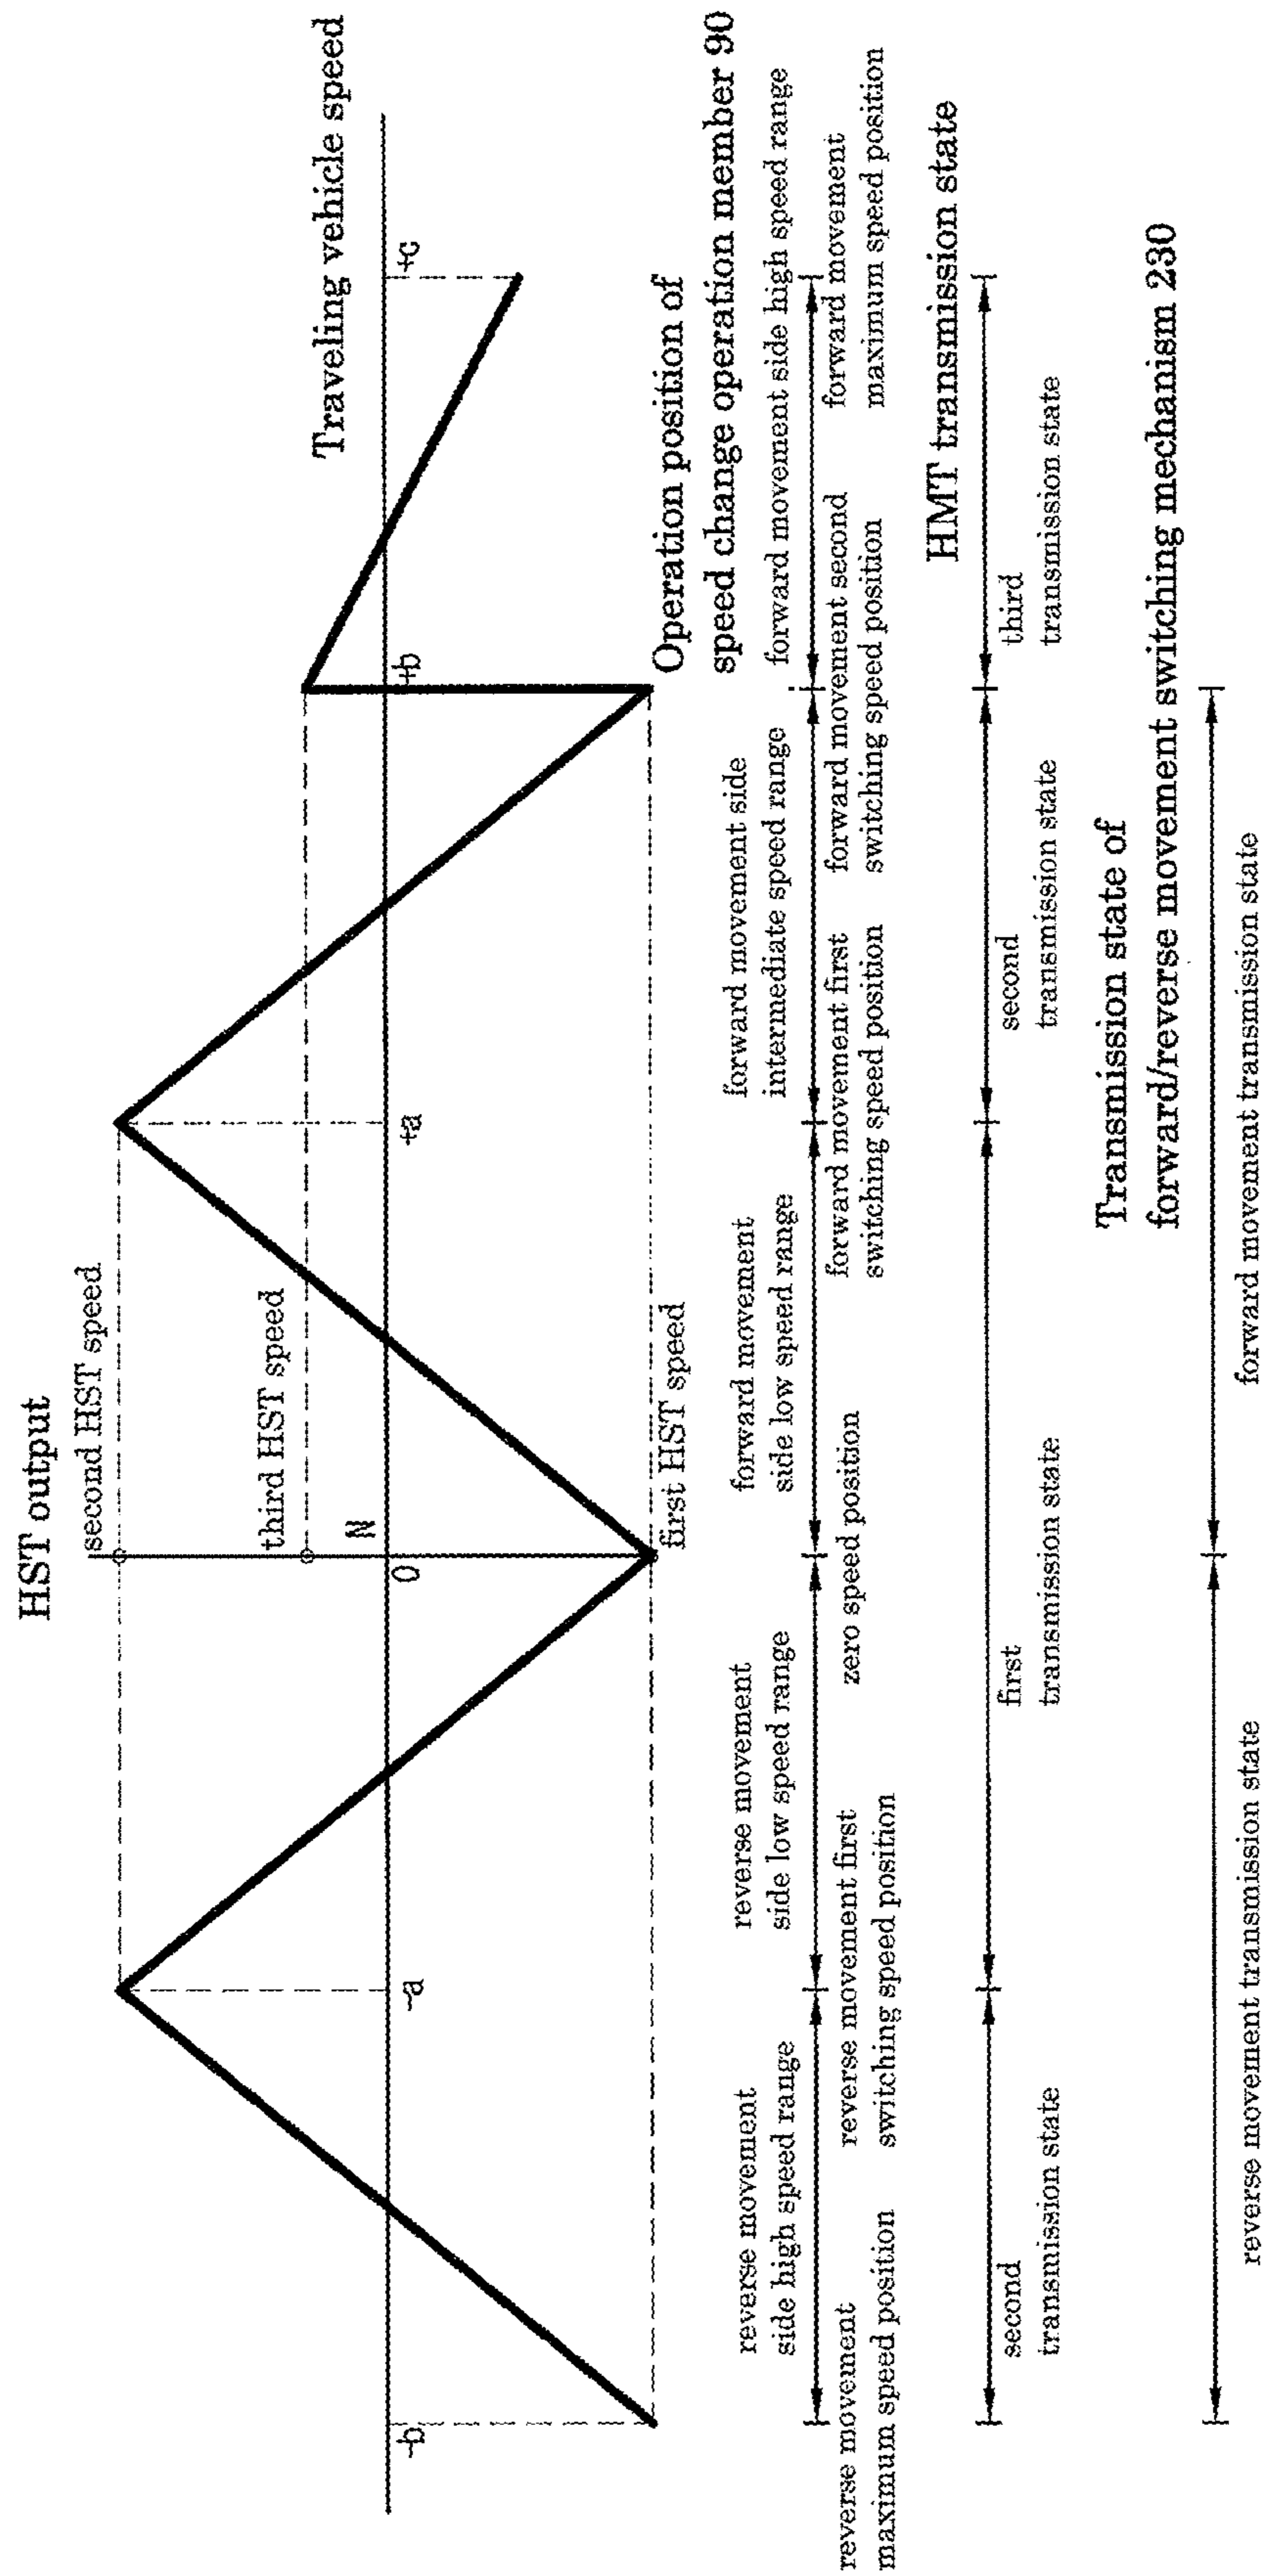 HST output
second HST speed
third HST speed
N
Traveling vehicle speed
-b
-a
0
+a
+b
+c
first HST speed
Operation position of
speed change operation member 90
reverse movement
side high speed range
reverse movement
side low speed range
forward movement
side low speed range
forward movement side
intermediate speed range
forward movement side high speed range
reverse movement
maximum speed position
reverse movement first
switching speed position
zero speed position
forward movement first
switching speed position
forward movement second
switching speed position
forward movement
maximum speed position
HMT transmission state
second
transmission state
first
transmission state
second
transmission state
third
transmission state
Transmission state of
forward/reverse movement switching mechanism 230
reverse movement transmission state
forward movement transmission state